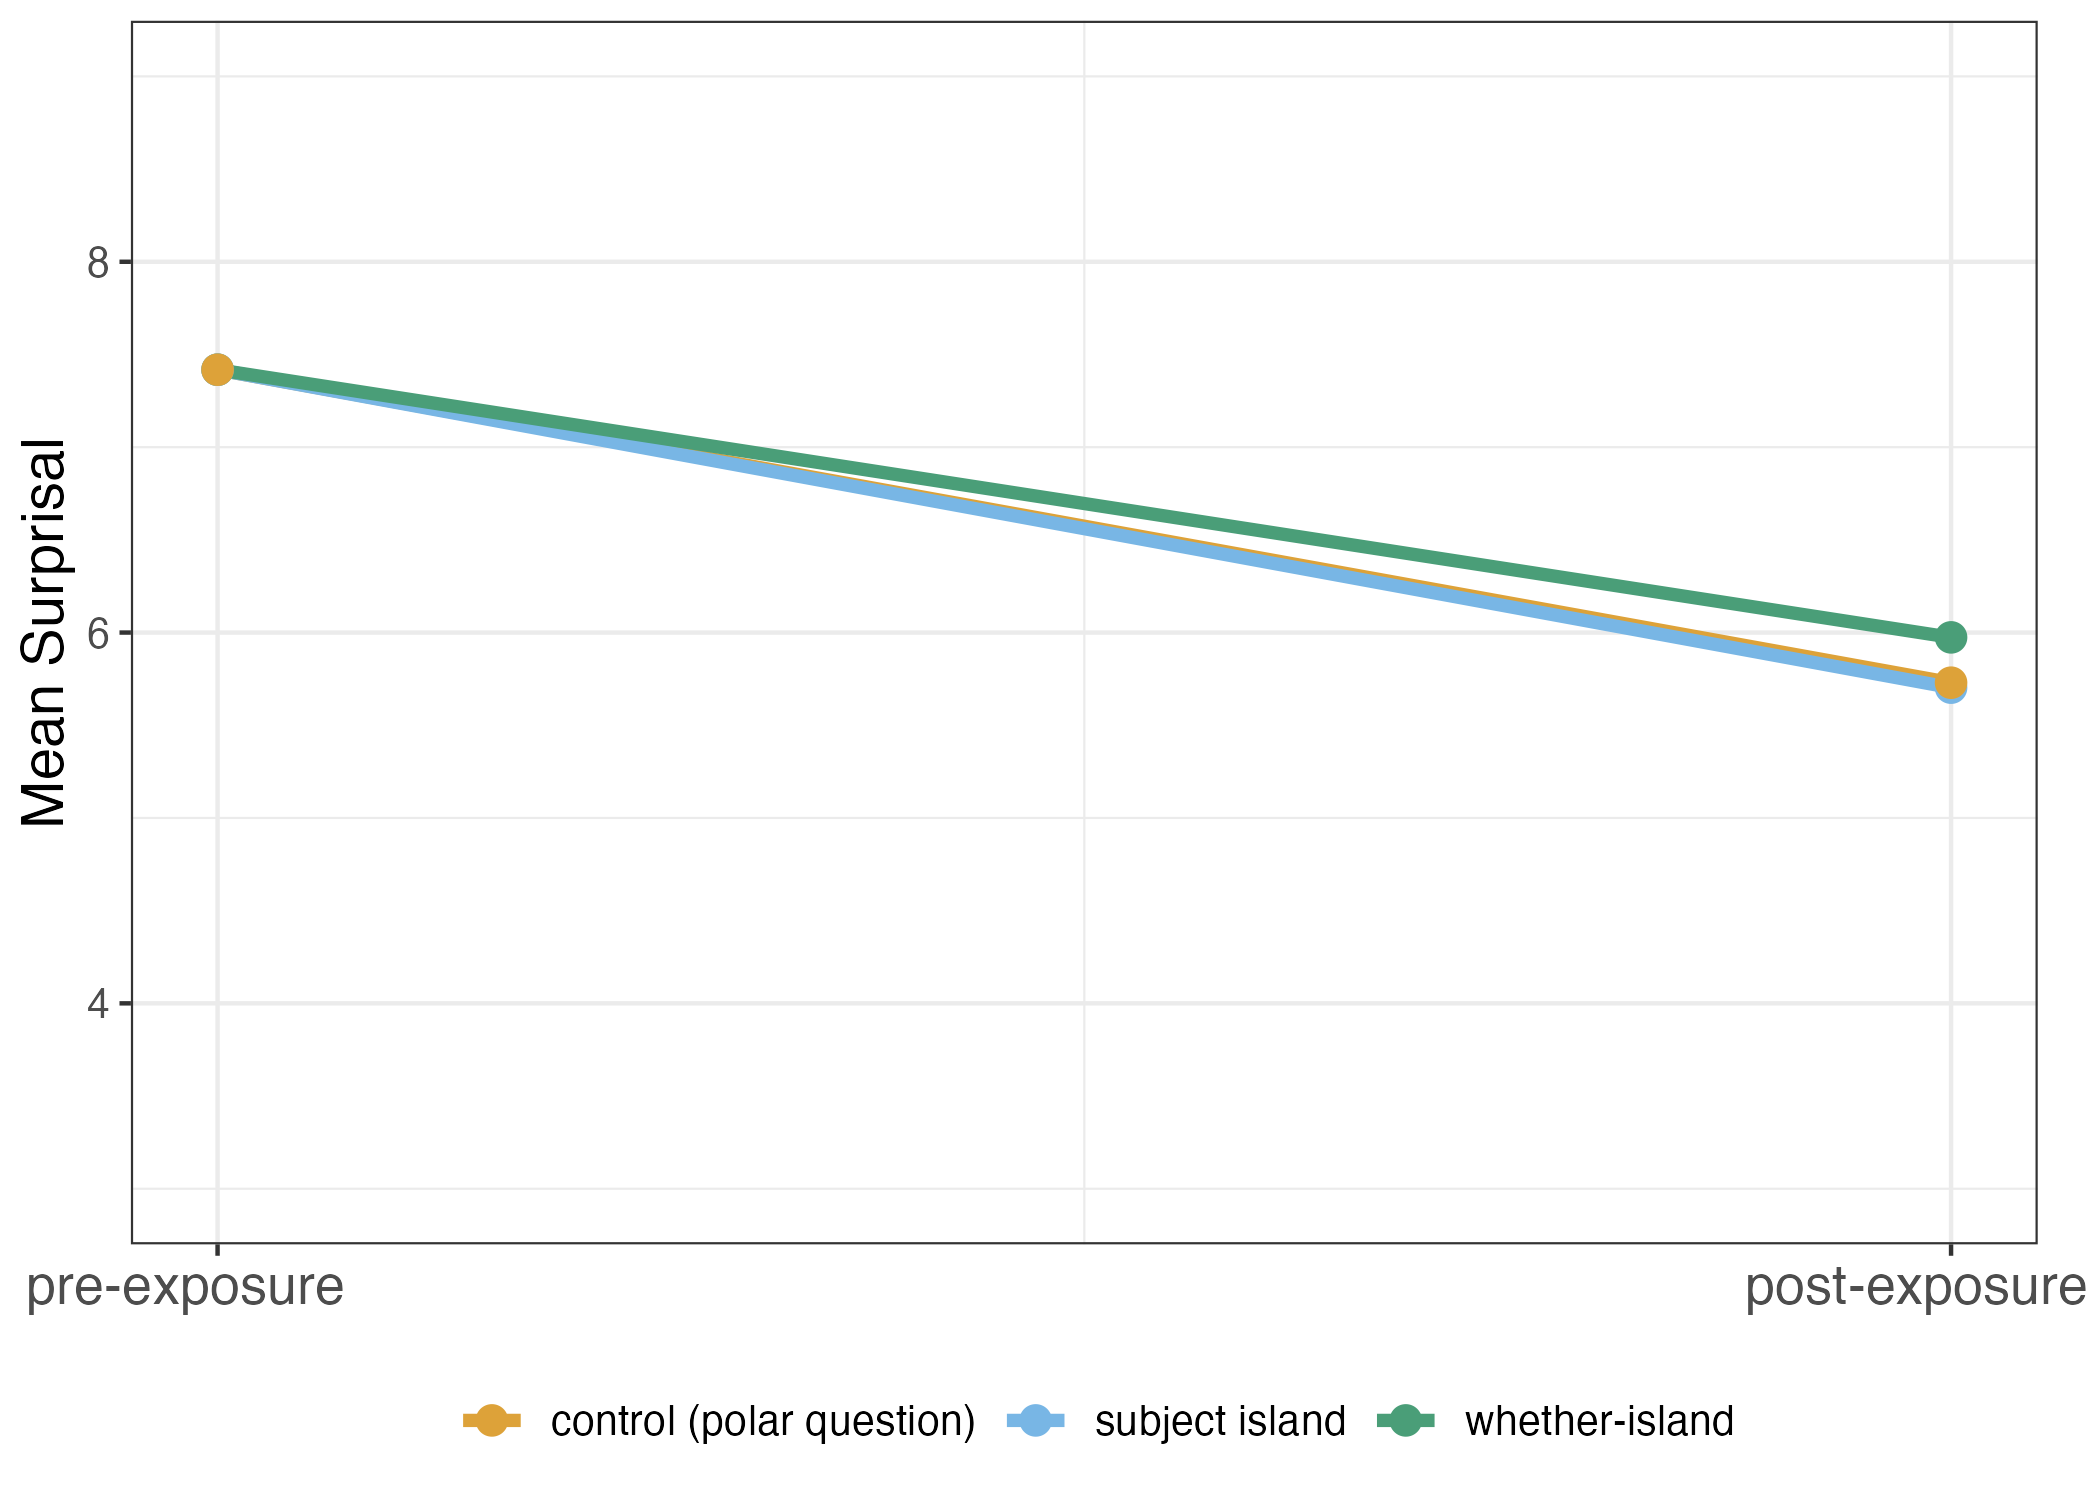 Mean Surprisal
8
6
4
pre-exposure
post-exposure
control (polar question)
subject island
whether-island